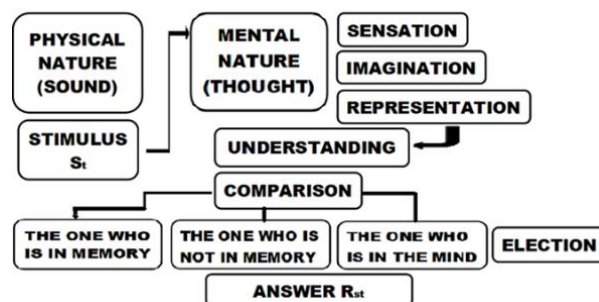 PHYSICAL
NATURE
(SOUND)
MENTAL
NATURE
(THOUGHT)
SENSATION
IMAGINATION
REPRESENTATION
STIMULUS
St
UNDERSTANDING
COMPARISON
THE ONE WHO
IS IN MEMORY
THE ONE WHO IS
NOT IN MEMORY
THE ONE WHO
IS IN THE MIND
ELECTION
ANSWER Rst